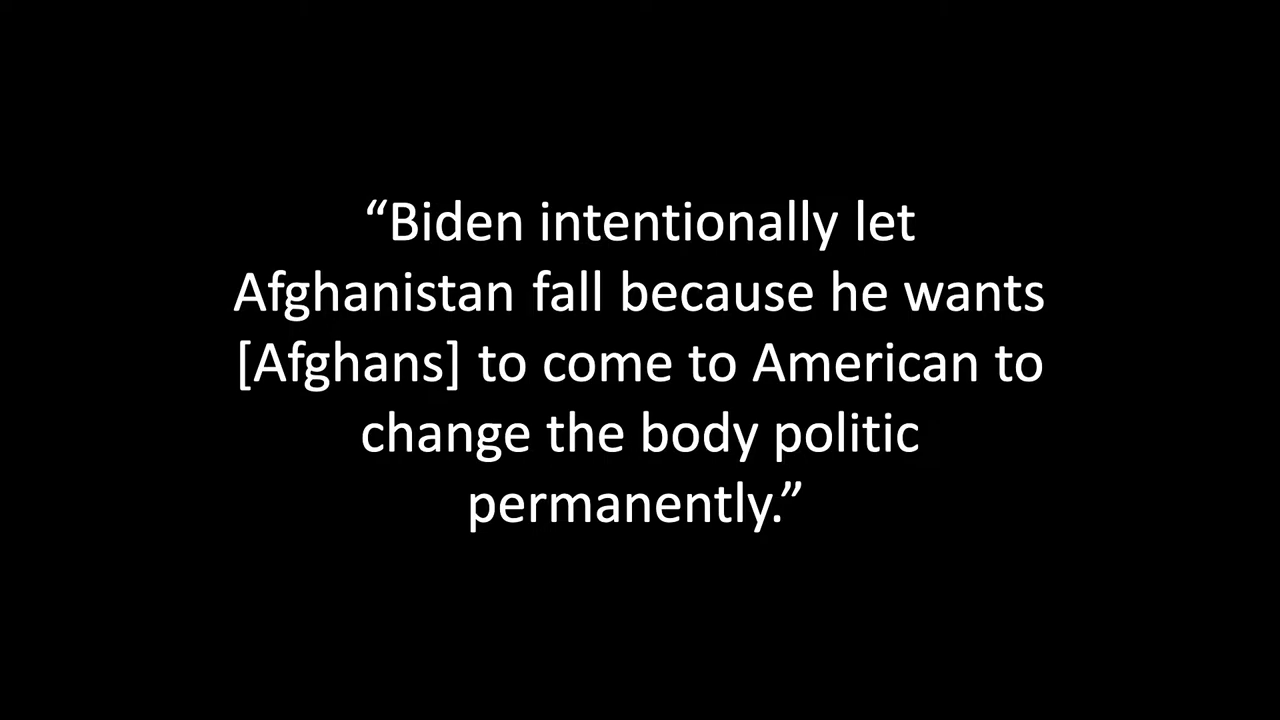 “Biden intentionally let
Afghanistan fall because he wants
[Afghans] to come to American to
change the body politic
permanently.”